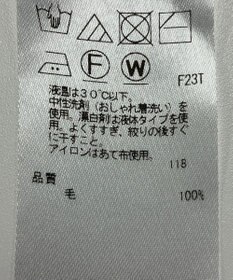 F W
F23T
液温は30℃以下、
中性洗剤(おしゃれ着洗い)を
使用。漂白剤は液体タイプを使
用。よくすすぎ、絞りの後すぐ
に干すこと。
アイロンはあて布使用。
118
品質
毛 100%